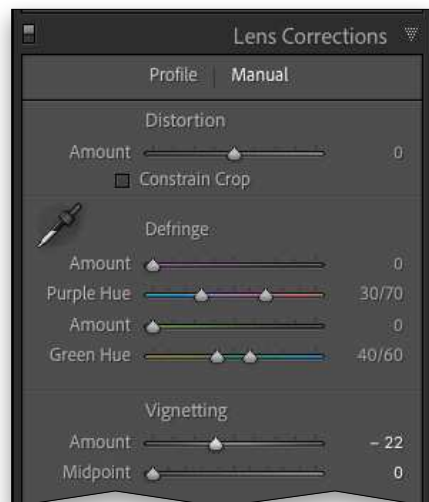 Lens Corrections
Profile | Manual
Distortion
Amount 0
Constrain Crop
Defringe
Amount 0
Purple Hue 30/70
Amount 0
Green Hue 40/60
Vignetting
Amount – 22
Midpoint 0